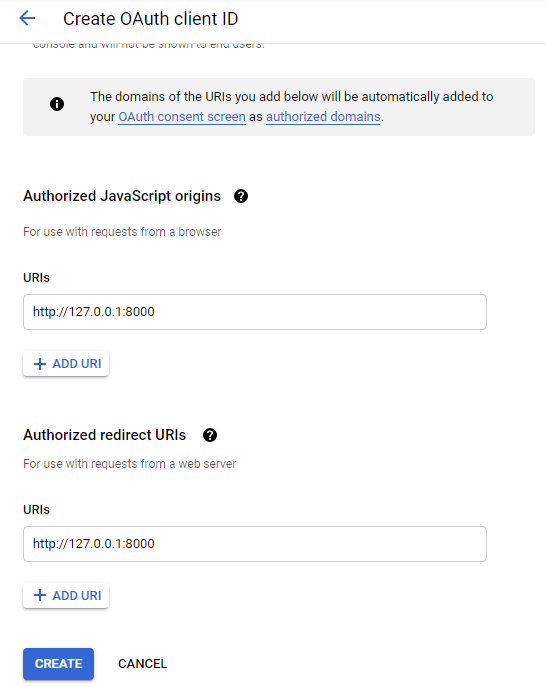 Create OAuth client ID
console and will not be shown to end users.
The domains of the URIs you add below will be automatically added to
your OAuth consent screen as authorized domains.
Authorized JavaScript origins
For use with requests from a browser
URIs
http://127.0.0.1:8000
ADD URI
Authorized redirect URIs
For use with requests from a web server
URIs
http://127.0.0.1:8000
ADD URI
CREATE CANCEL